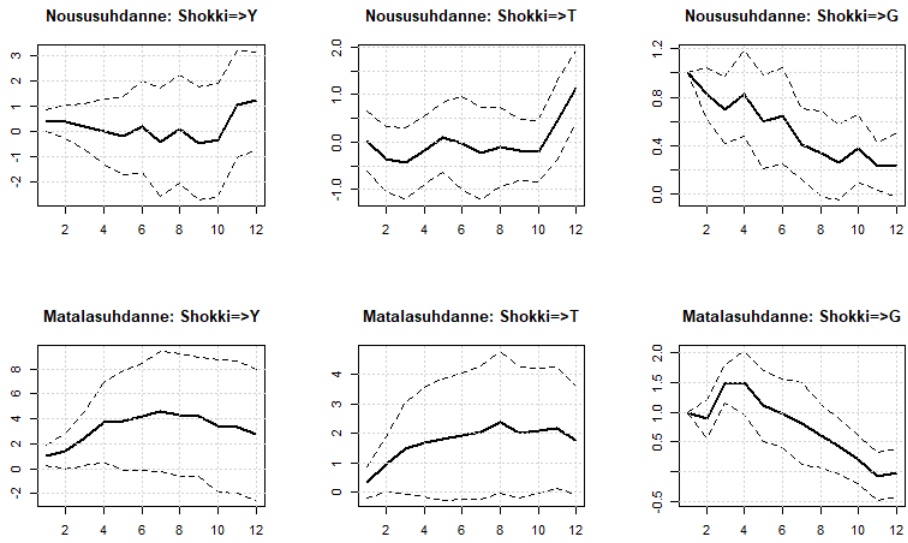 Noususuhdanne: Shokki=>Y
3
2
1
0
-1
-2
2 4 6 8 10 12
Noususuhdanne: Shokki=>T
2.0
1.0
0.0
-1.0
2 4 6 8 10 12
Noususuhdanne: Shokki=>G
1.2
0.8
0.4
0.0
2 4 6 8 10 12
Matalasuhdanne: Shokki=>Y
8
6
4
2
0
-2
2 4 6 8 10 12
Matalasuhdanne: Shokki=>T
4
3
2
1
0
2 4 6 8 10 12
Matalasuhdanne: Shokki=>G
2.0
1.5
1.0
0.5
-0.5
2 4 6 8 10 12